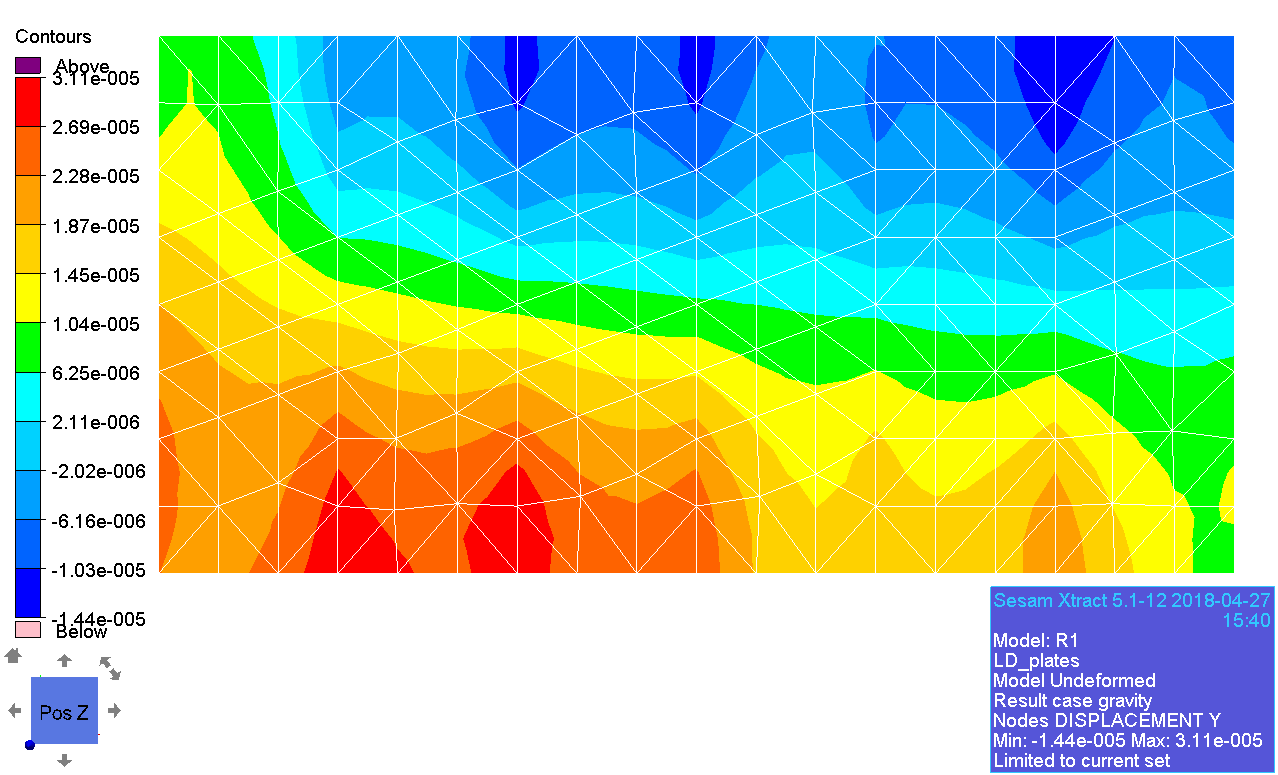 Contours
Above
3.11e-005
2.69e-005
2.28e-005
1.87e-005
1.45e-005
1.04e-005
6.25e-006
2.11e-006
-2.02e-006
-6.16e-006
-1.03e-005
-1.44e-005
Below
Pos Z
Sesam Xtract 5.1-12 2018-04-27
15:40
Model: R1
LD_plates
Model Undeformed
Result case gravity
Nodes DISPLACEMENT Y
Min: -1.44e-005 Max: 3.11e-005
Limited to current set